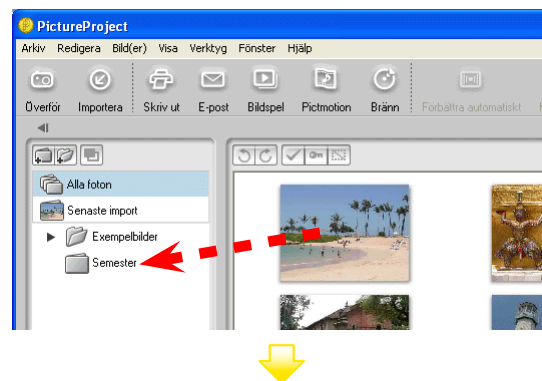 PictureProject
Arkiv Redigera Bild(er) Visa Verktyg Fönster Hjälp
Överför Importera Skriv ut E-post Bildspel Pictmotion Bränn Förbättra automatiskt
Alla foton
Senaste import
Exempelbilder
Semester